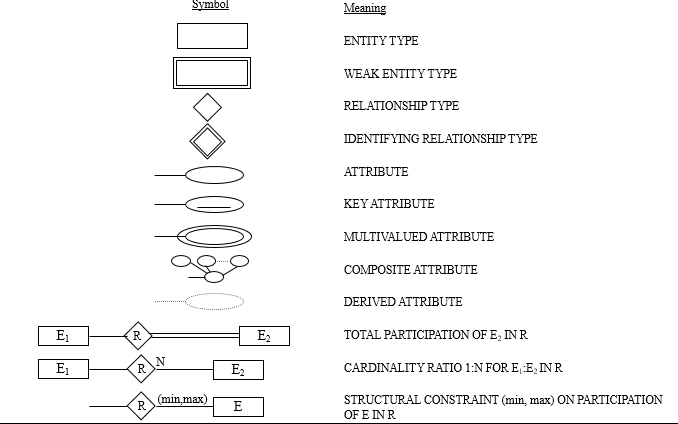 Symbol Meaning
ENTITY TYPE
WEAK ENTITY TYPE
RELATIONSHIP TYPE
IDENTIFYING RELATIONSHIP TYPE
ATTRIBUTE
KEY ATTRIBUTE
MULTIVALUED ATTRIBUTE
COMPOSITE ATTRIBUTE
DERIVED ATTRIBUTE
E₁ R E₂ TOTAL PARTICIPATION OF E₂ IN R
E₁ R N E₂ CARDINALITY RATIO 1:N FOR E₁:E₂ IN R
R (min,max) E STRUCTURAL CONSTRAINT (min, max) ON PARTICIPATION
OF E IN R